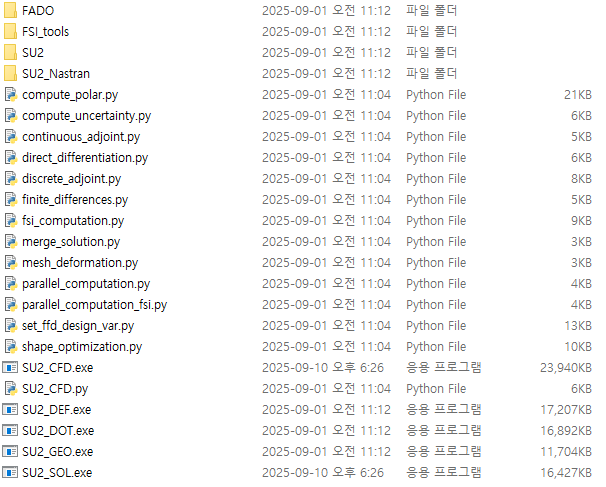 FADO 2025-09-01 오전 11:12 파일 폴더
FSI_tools 2025-09-01 오전 11:12 파일 폴더
SU2 2025-09-01 오전 11:12 파일 폴더
SU2_Nastran 2025-09-01 오전 11:12 파일 폴더
compute_polar.py 2025-09-01 오전 11:04 Python File 21KB
compute_uncertainty.py 2025-09-01 오전 11:04 Python File 6KB
continuous_adjoint.py 2025-09-01 오전 11:04 Python File 5KB
direct_differentiation.py 2025-09-01 오전 11:04 Python File 6KB
discrete_adjoint.py 2025-09-01 오전 11:04 Python File 8KB
finite_differences.py 2025-09-01 오전 11:04 Python File 5KB
fsi_computation.py 2025-09-01 오전 11:04 Python File 9KB
merge_solution.py 2025-09-01 오전 11:04 Python File 3KB
mesh_deformation.py 2025-09-01 오전 11:04 Python File 3KB
parallel_computation.py 2025-09-01 오전 11:04 Python File 4KB
parallel_computation_fsi.py 2025-09-01 오전 11:04 Python File 4KB
set_ffd_design_var.py 2025-09-01 오전 11:04 Python File 13KB
shape_optimization.py 2025-09-01 오전 11:04 Python File 10KB
SU2_CFD.exe 2025-09-10 오후 6:26 응용 프로그램 23,940KB
SU2_CFD.py 2025-09-01 오전 11:04 Python File 6KB
SU2_DEF.exe 2025-09-01 오전 11:12 응용 프로그램 17,207KB
SU2_DOT.exe 2025-09-01 오전 11:12 응용 프로그램 16,892KB
SU2_GEO.exe 2025-09-01 오전 11:12 응용 프로그램 11,704KB
SU2_SOL.exe 2025-09-10 오후 6:26 응용 프로그램 16,427KB